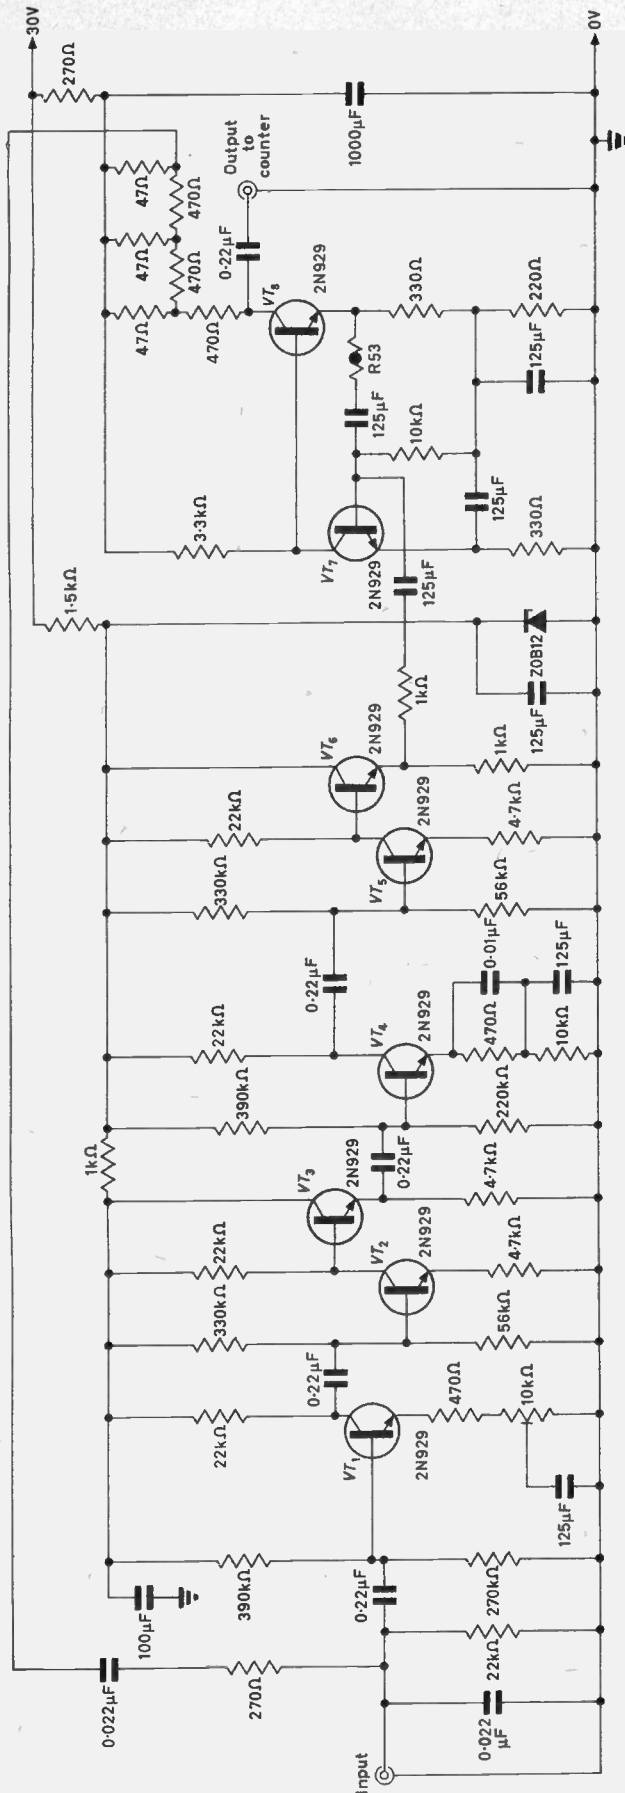 Input
0·022 µF
0·022µF
270Ω
22kΩ
0·22µF
270kΩ
390kΩ
100µF
125µF
VT₁
2N929
22kΩ
470Ω
10kΩ
0·22µF
330kΩ
56kΩ
22kΩ
VT₂
2N929
4·7kΩ
VT₃
2N929
4·7kΩ
0·22µF
1kΩ
390kΩ
220kΩ
22kΩ
VT₄
2N929
470Ω
0·01µF
10kΩ
125µF
0·22µF
330kΩ
56kΩ
22kΩ
VT₅
2N929
4·7kΩ
VT₆
2N929
1kΩ
1kΩ
125µF
ZOB12
1·5kΩ
125µF
3·3kΩ
VT₇
2N929
330Ω
125µF
10kΩ
125µF
R53
VT₈
2N929
330Ω
220Ω
125µF
0·22µF
470Ω
47Ω
470Ω
47Ω
470Ω
47Ω
Output
to
counter
1000µF
270Ω
30V
0V